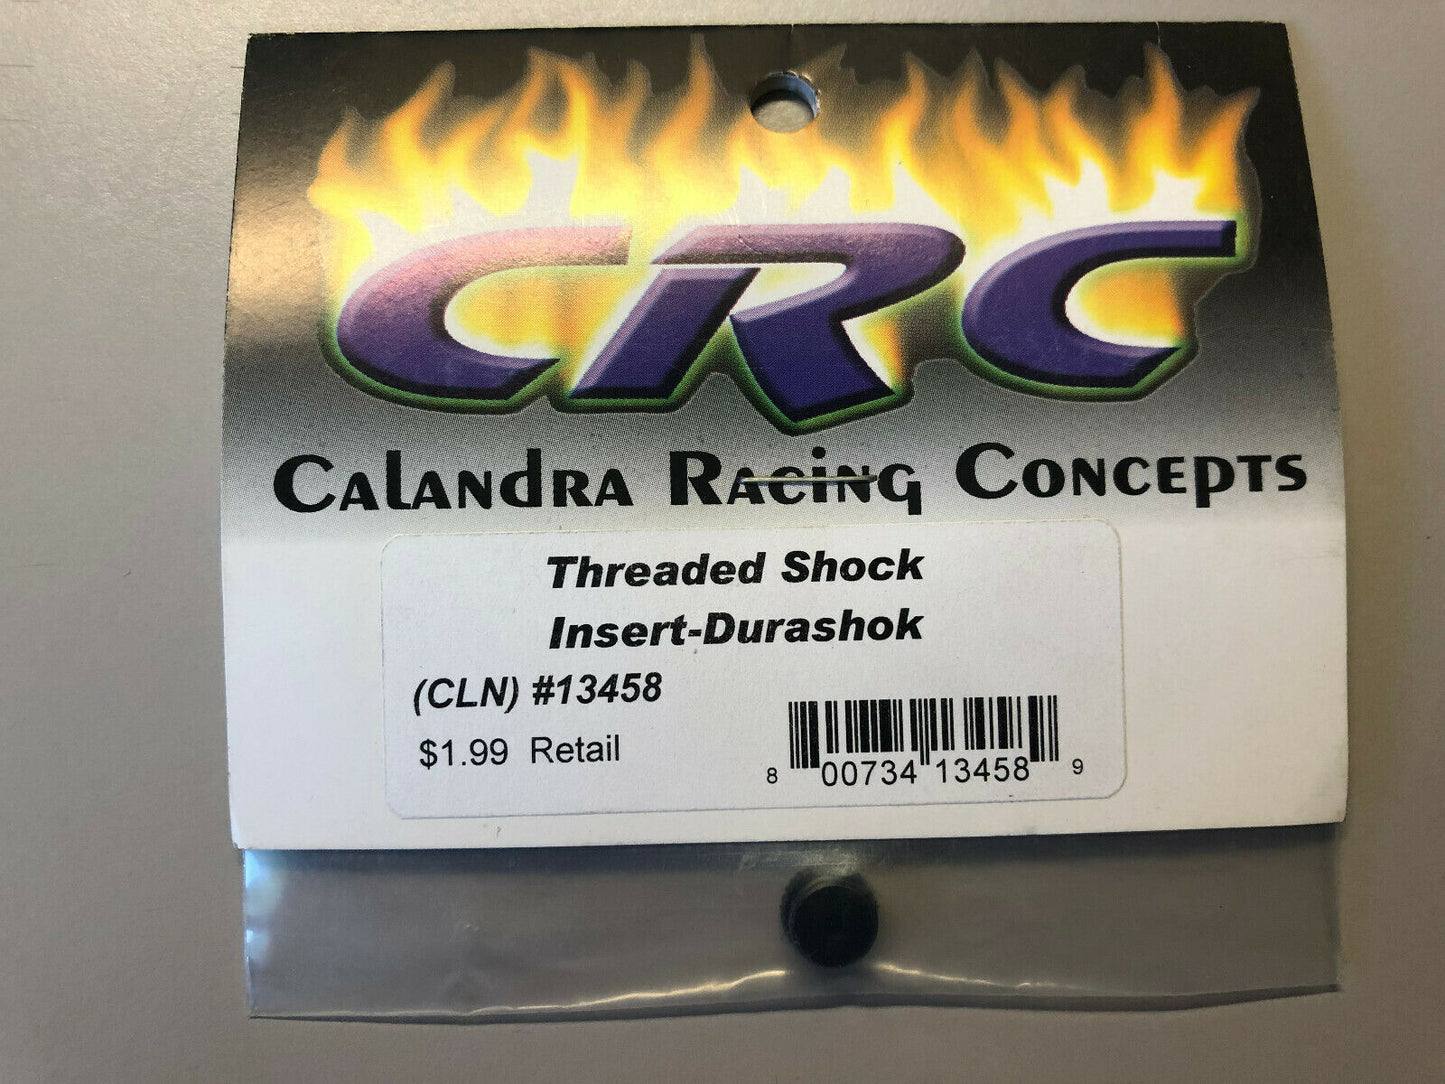 CRC
Calandra Racing Concepts
Threaded Shock
Insert-Durashok
(CLN) #13458
$1.99 Retail
8 00734 13458 9